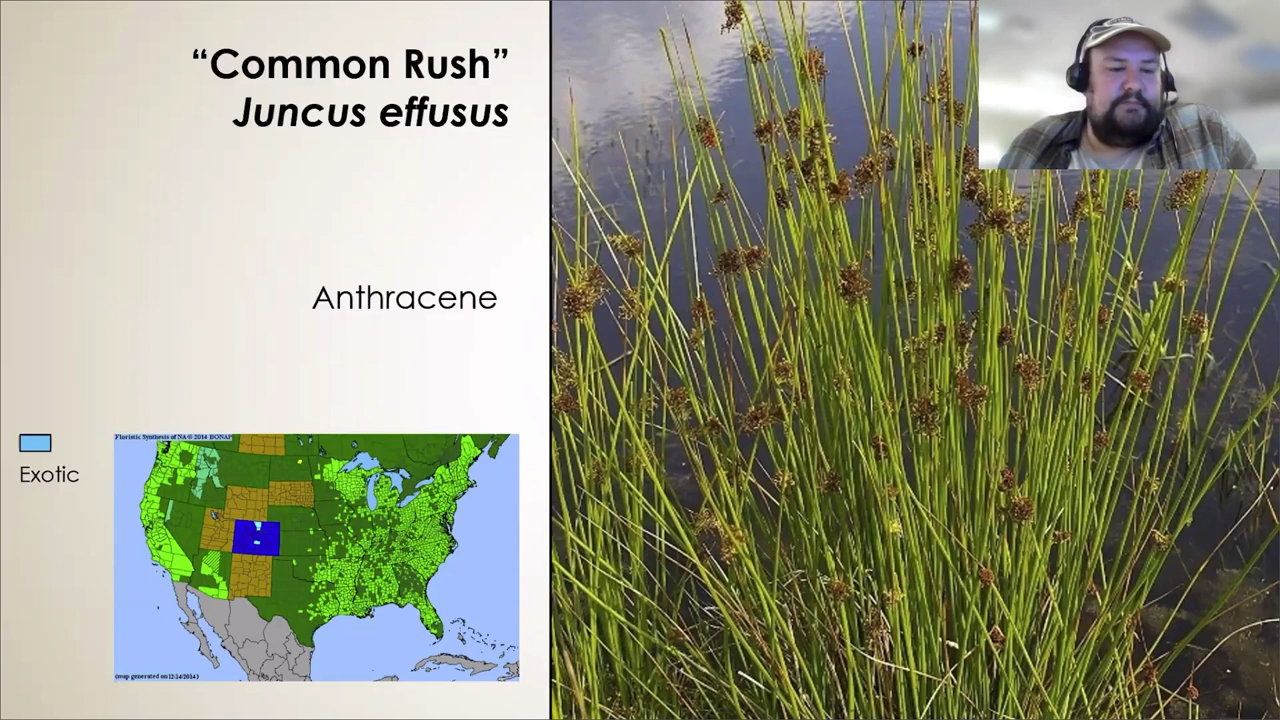 “Common Rush”
Juncus effusus
Anthracene
Exotic
Floristic Synthesis of NA © 2014 BONAP
(map generated on 12/14/2014)